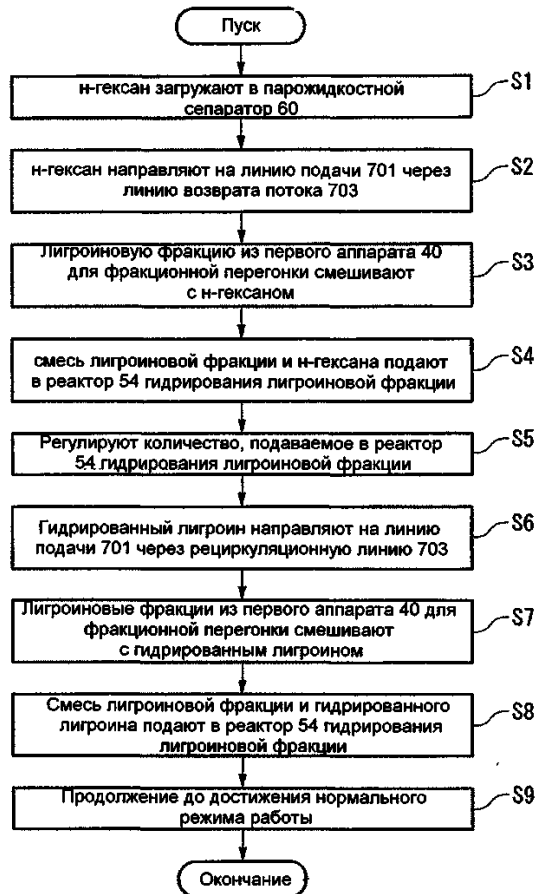 Пуск
н-гексан загружают в парожидкостной
сепаратор 60
S1
н-гексан направляют на линию подачи 701 через
линию возврата потока 703
S2
Лигроиновую фракцию из первого аппарата 40
для фракционной перегонки смешивают
с н-гексаном
S3
смесь лигроиновой фракции и н-гексана подают
в реактор 54 гидрирования лигроиновой фракции
S4
Регулируют количество, подаваемое в реактор
54 гидрирования лигроиновой фракции
S5
Гидрированный лигроин направляют на линию
подачи 701 через рециркуляционную линию 703
S6
Лигроиновые фракции из первого аппарата 40 для
фракционной перегонки смешивают
с гидрированным лигроином
S7
Смесь лигроиновой фракции и гидрированного
лигроина подают в реактор 54 гидрирования
лигроиновой фракции
S8
Продолжение до достижения нормального
режима работы
S9
Окончание